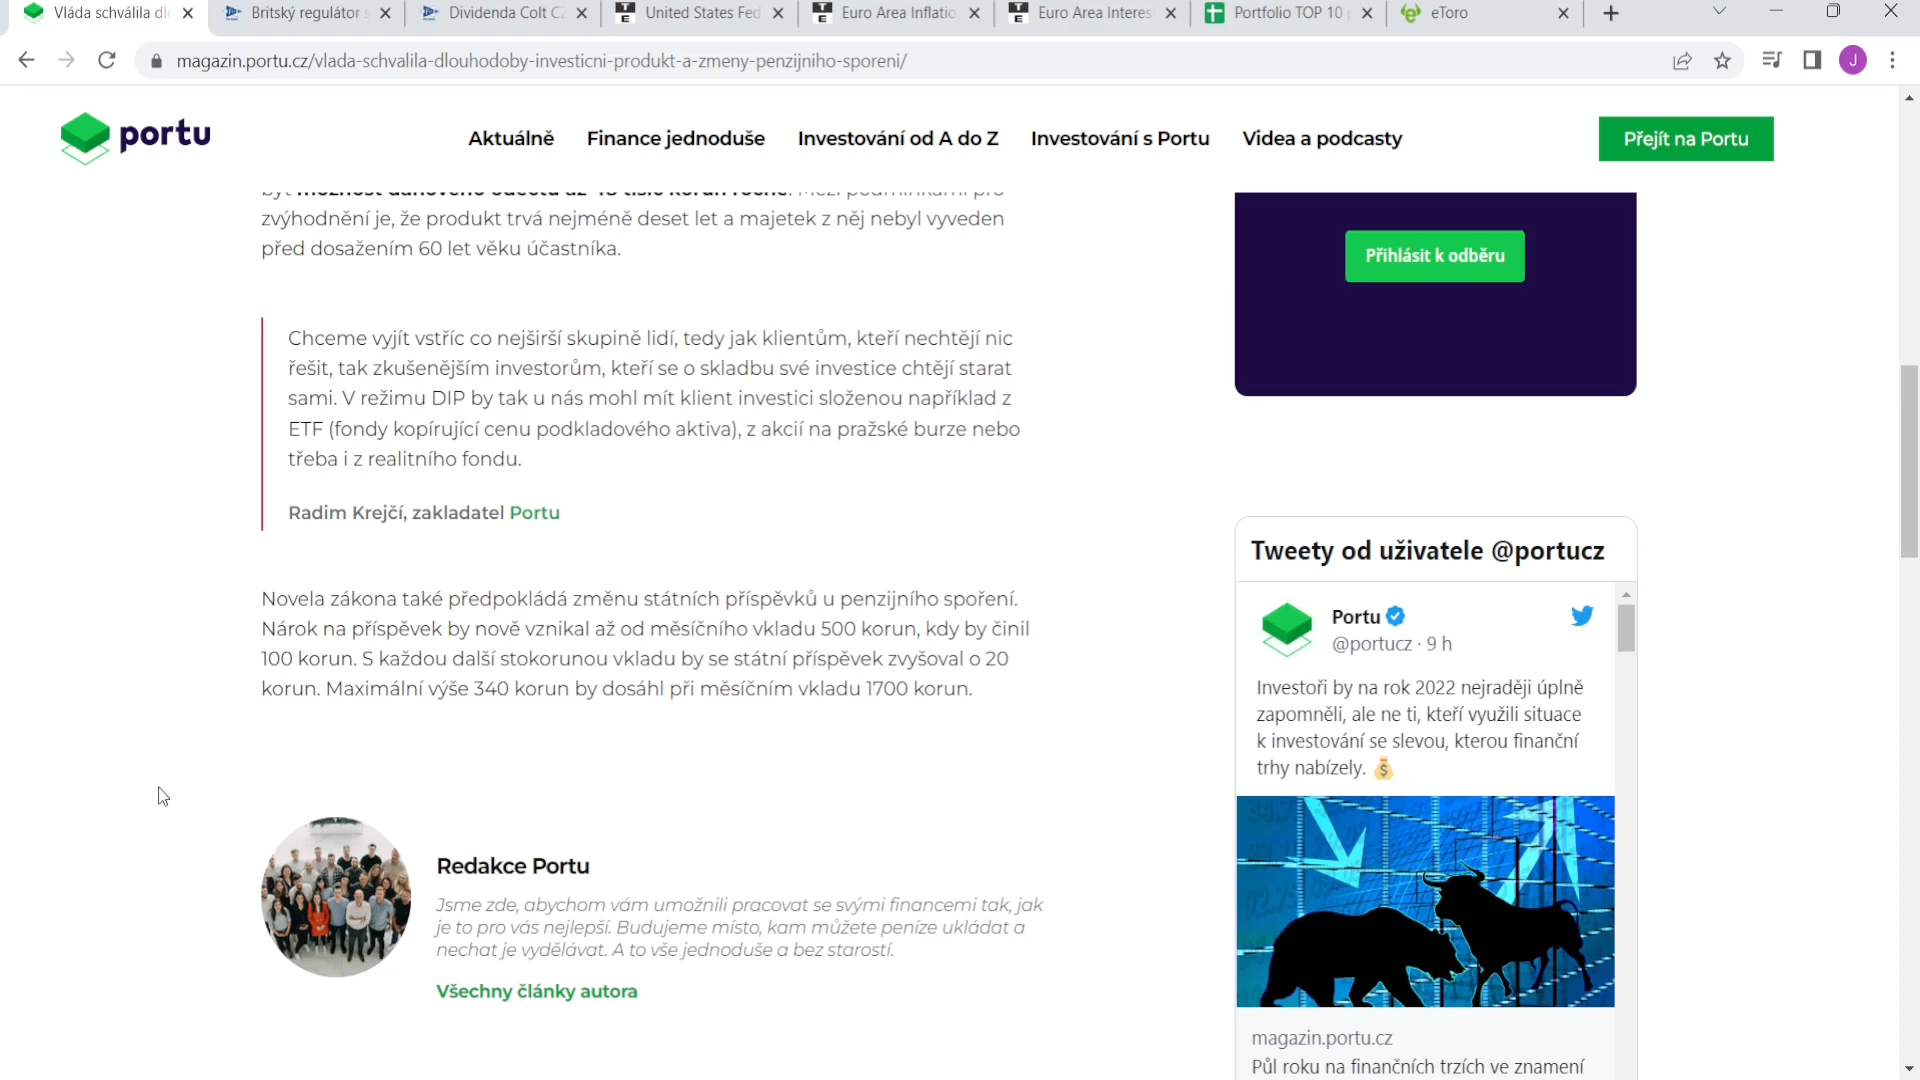 Vláda schválila dl
Britský regulátor s
Dividenda Colt CZ
United States Fed
Euro Area Inflatio
Euro Area Interes
Portfolio TOP 10
eToro
magazin.portu.cz/vlada-schvalila-dlouhodoby-investicni-produkt-a-zmeny-penzijniho-sporeni/
J
portu
Aktuálně
Finance jednoduše
Investování od A do Z
Investování s Portu
Videa a podcasty
Přejít na Portu
zvýhodnění je, že produkt trvá nejméně deset let a majetek z něj nebyl vyveden
před dosažením 60 let věku účastníka.
Chceme vyjít vstříc co nejširší skupině lidí, tedy jak klientům, kteří nechtějí nic
řešit, tak zkušenějším investorům, kteří se o skladbu své investice chtějí starat
sami. V režimu DIP by tak u nás mohl mít klient investici složenou například z
ETF (fondy kopírující cenu podkladového aktiva), z akcií na pražské burze nebo
třeba i z realitního fondu.
Radim Krejčí, zakladatel Portu
Novela zákona také předpokládá změnu státních příspěvků u penzijního spoření.
Nárok na příspěvek by nově vznikal až od měsíčního vkladu 500 korun, kdy by činil
100 korun. S každou další stokorunou vkladu by se státní příspěvek zvyšoval o 20
korun. Maximální výše 340 korun by dosáhl při měsíčním vkladu 1700 korun.
Redakce Portu
Jsme zde, abychom vám umožnili pracovat se svými financemi tak, jak
je to pro vás nejlepší. Budujeme místo, kam můžete peníze ukládat a
nechat je vydělávat. A to vše jednoduše a bez starostí.
Všechny články autora
Přihlásit k odběru
Tweety od uživatele @portucz
Portu
@portucz · 9 h
Investoři by na rok 2022 nejraději úplně
zapomněli, ale ne ti, kteří využili situace
k investování se slevou, kterou finanční
trhy nabízely. 💰
magazin.portu.cz
Půl roku na finančních trzích ve znamení